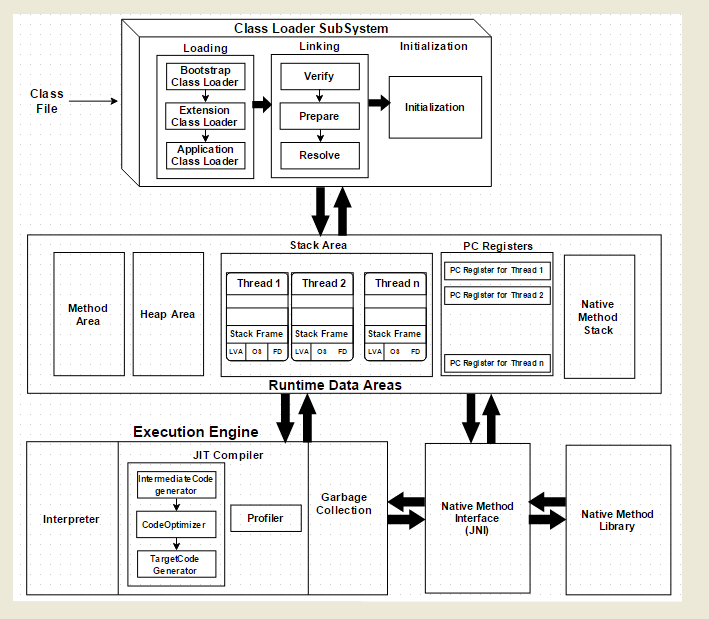 Class Loader SubSystem
Loading
Linking
Initialization
Class
File
Bootstrap
Class Loader
Extension
Class Loader
Application
Class Loader
Verify
Prepare
Resolve
Initialization
Stack Area
PC Registers
Method
Area
Heap Area
Thread 1
Thread 2
Thread n
Stack Frame
Stack Frame
Stack Frame
LVA OS FD
LVA OS FD
LVA OS FD
PC Register for Thread 1
PC Register for Thread 2
PC Register for Thread n
Native
Method
Stack
Runtime Data Areas
Execution Engine
JIT Compiler
Interpreter
IntermediateCode
generator
CodeOptimizer
TargetCode
Generator
Profiler
Garbage
Collection
Native Method
Interface
(JNI)
Native Method
Library